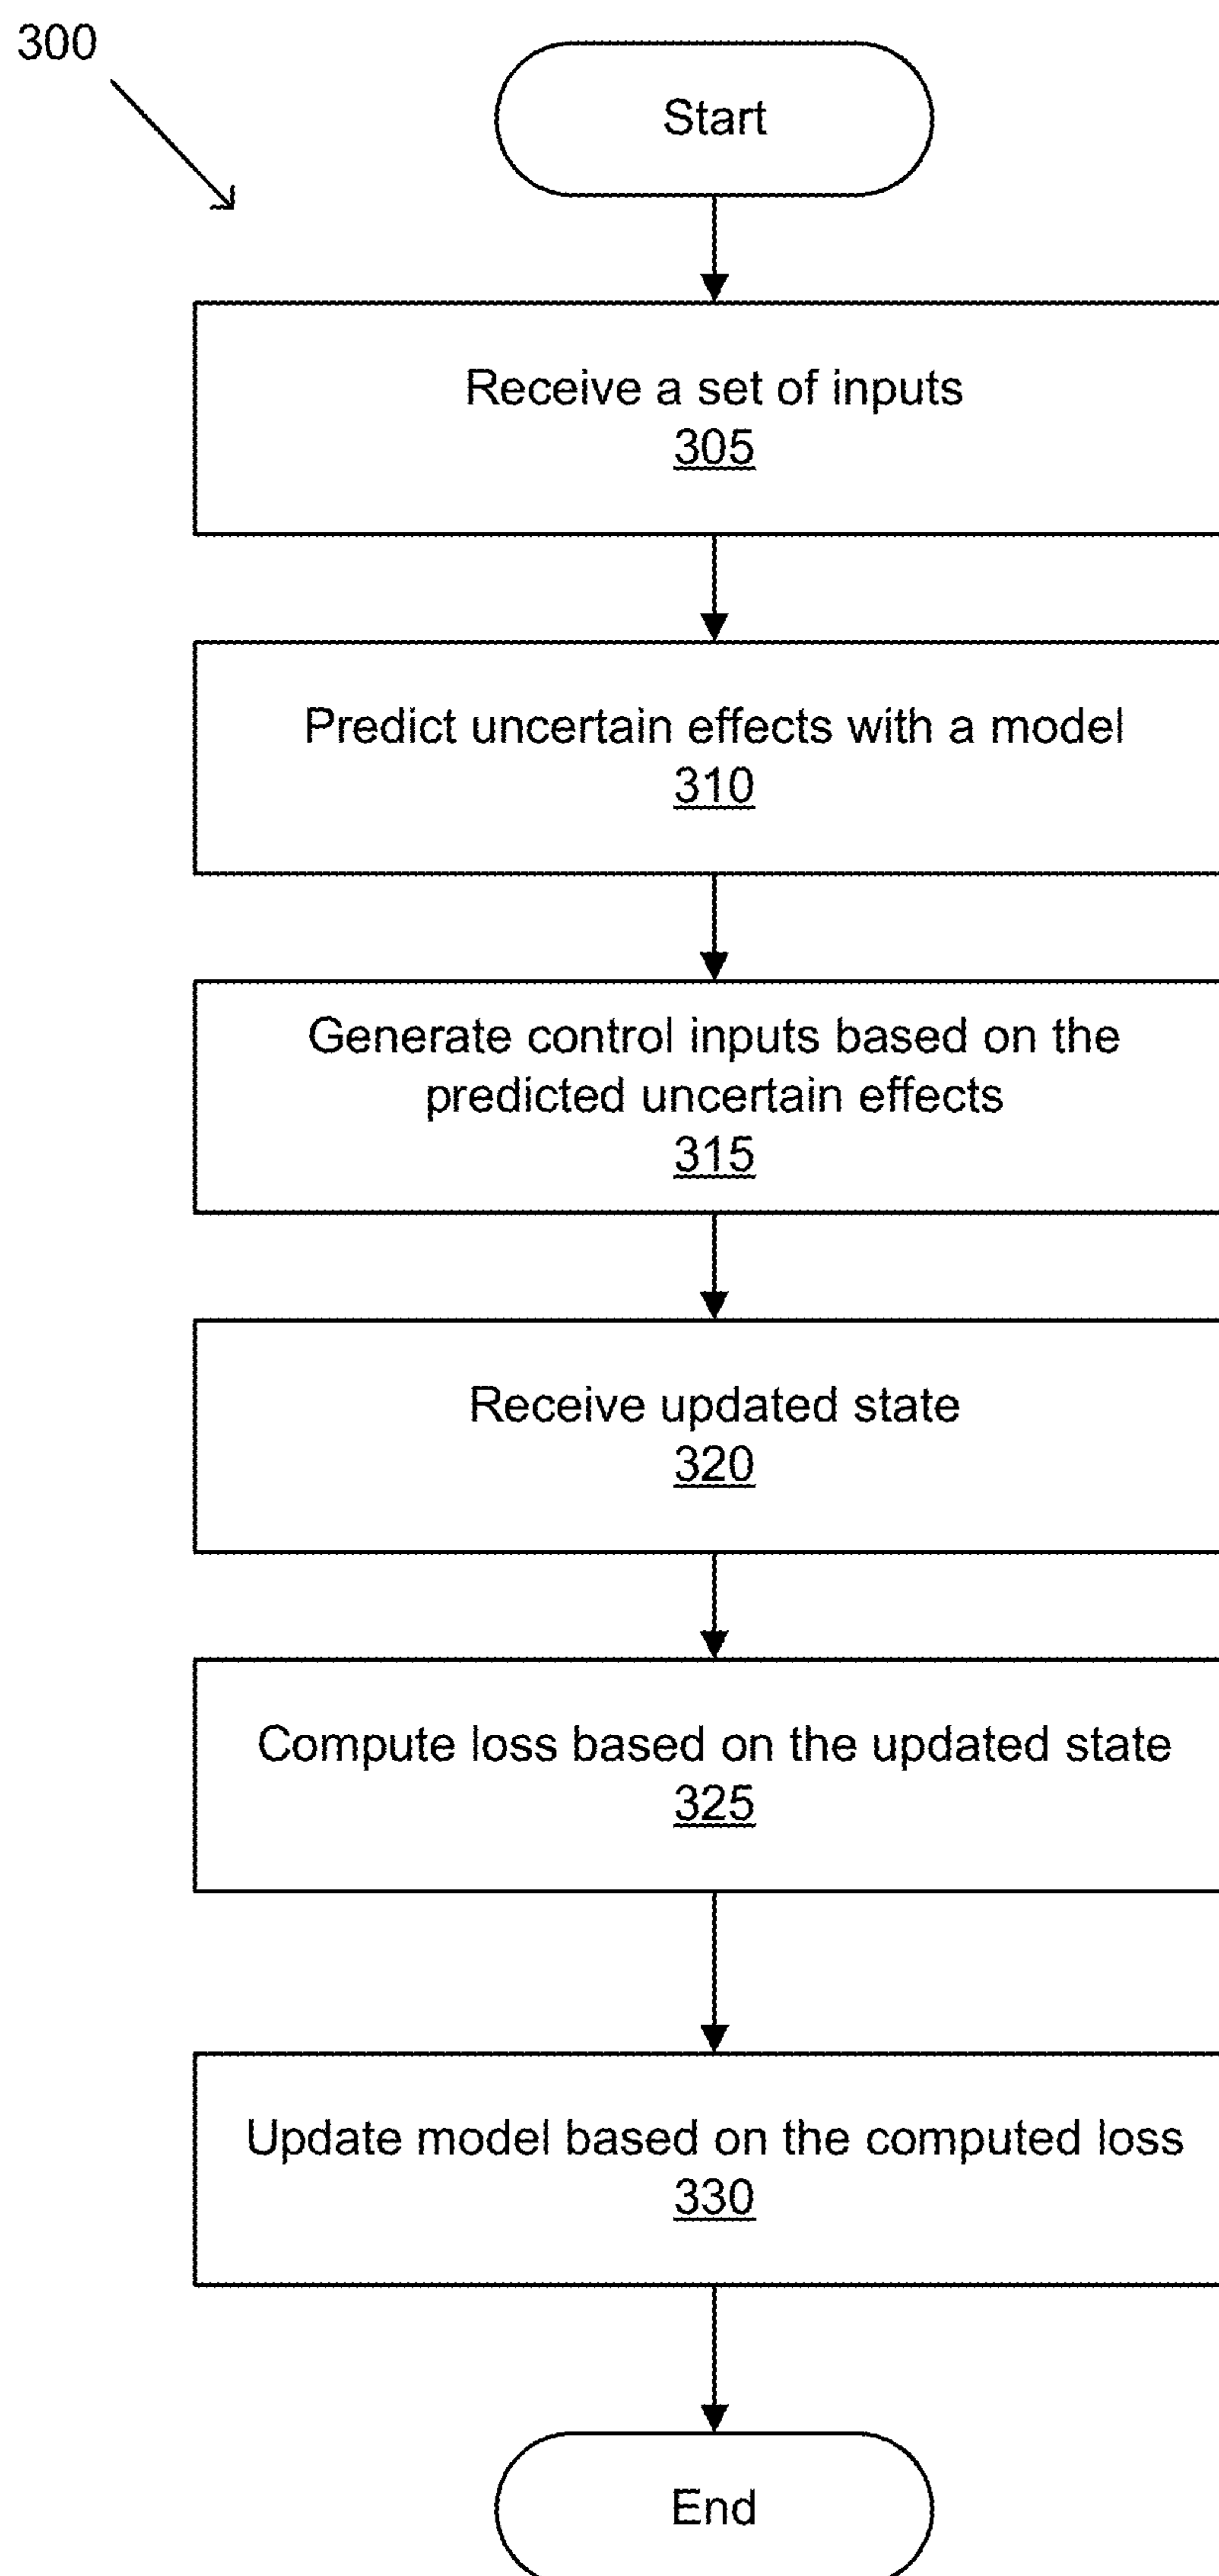 300
Start
Receive a set of inputs
305
Predict uncertain effects with a model
310
Generate control inputs based on the
predicted uncertain effects
315
Receive updated state
320
Compute loss based on the updated state
325
Update model based on the computed loss
330
End